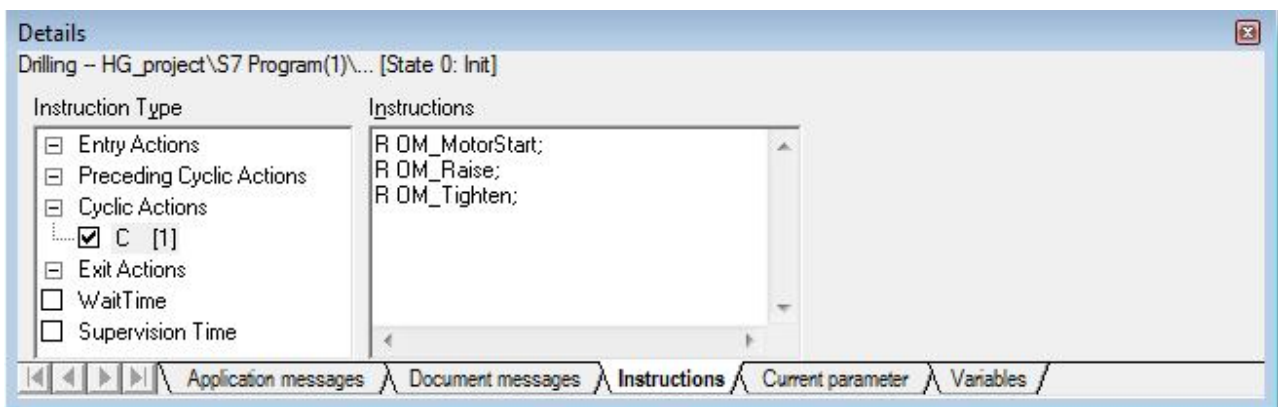 Details
Drilling -- HG_project\S7 Program(1)\... [State 0: Init]
Instruction Type
Entry Actions
Preceding Cyclic Actions
Cyclic Actions
C [1]
Exit Actions
WaitTime
Supervision Time
Instructions
R OM_MotorStart;
R OM_Raise;
R OM_Tighten;
Application messages Document messages Instructions Current parameter Variables